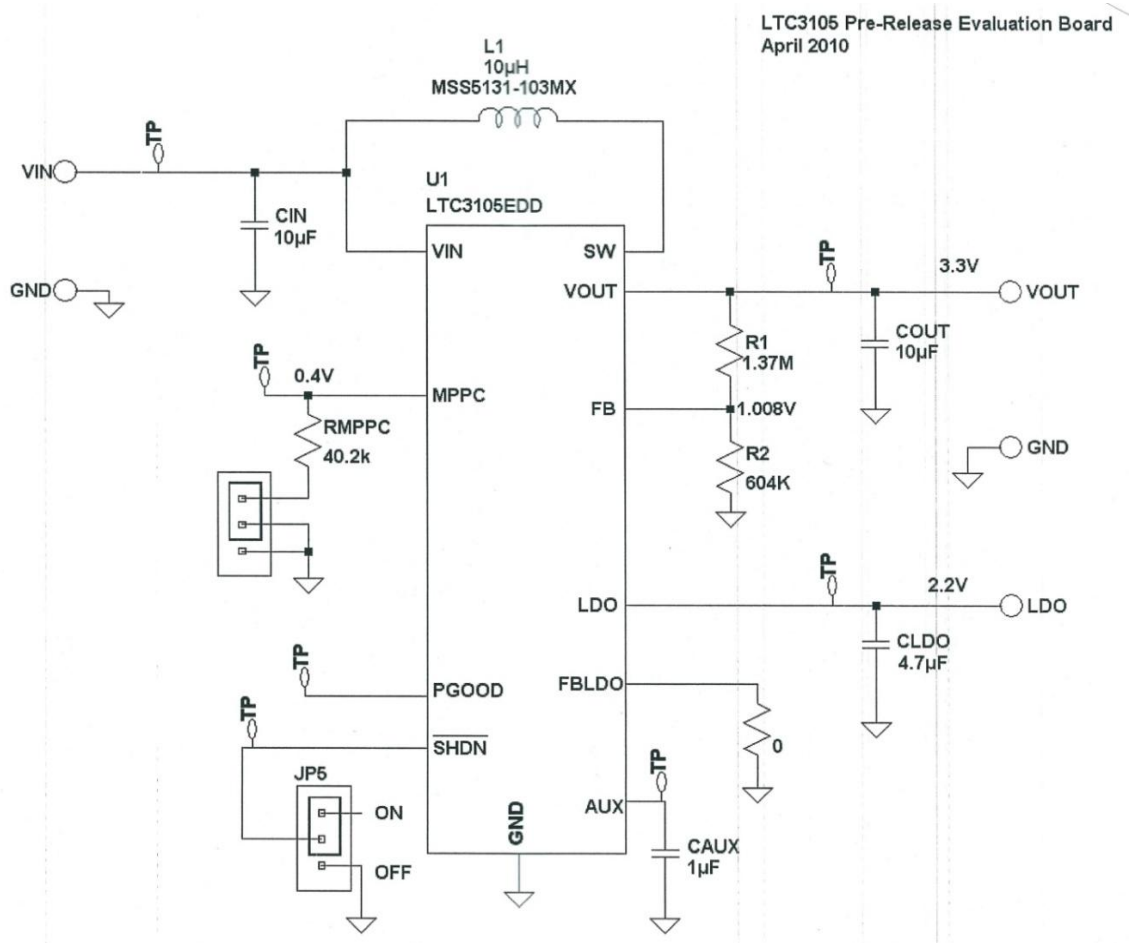 LTC3105 Pre-Release Evaluation Board
April 2010
L1
10µH
MSS5131-103MX
TP
VIN
CIN
10µF
GND
U1
LTC3105EDD
VIN
SW
VOUT
TP
3.3V
VOUT
COUT
10µF
R1
1.37M
FB
1.008V
R2
604K
GND
TP
0.4V
MPPC
RMPPC
40.2k
LDO
TP
2.2V
LDO
CLDO
4.7µF
TP
PGOOD
FBLDO
0
TP
SHDN
JP5
ON
OFF
GND
AUX
TP
CAUX
1µF